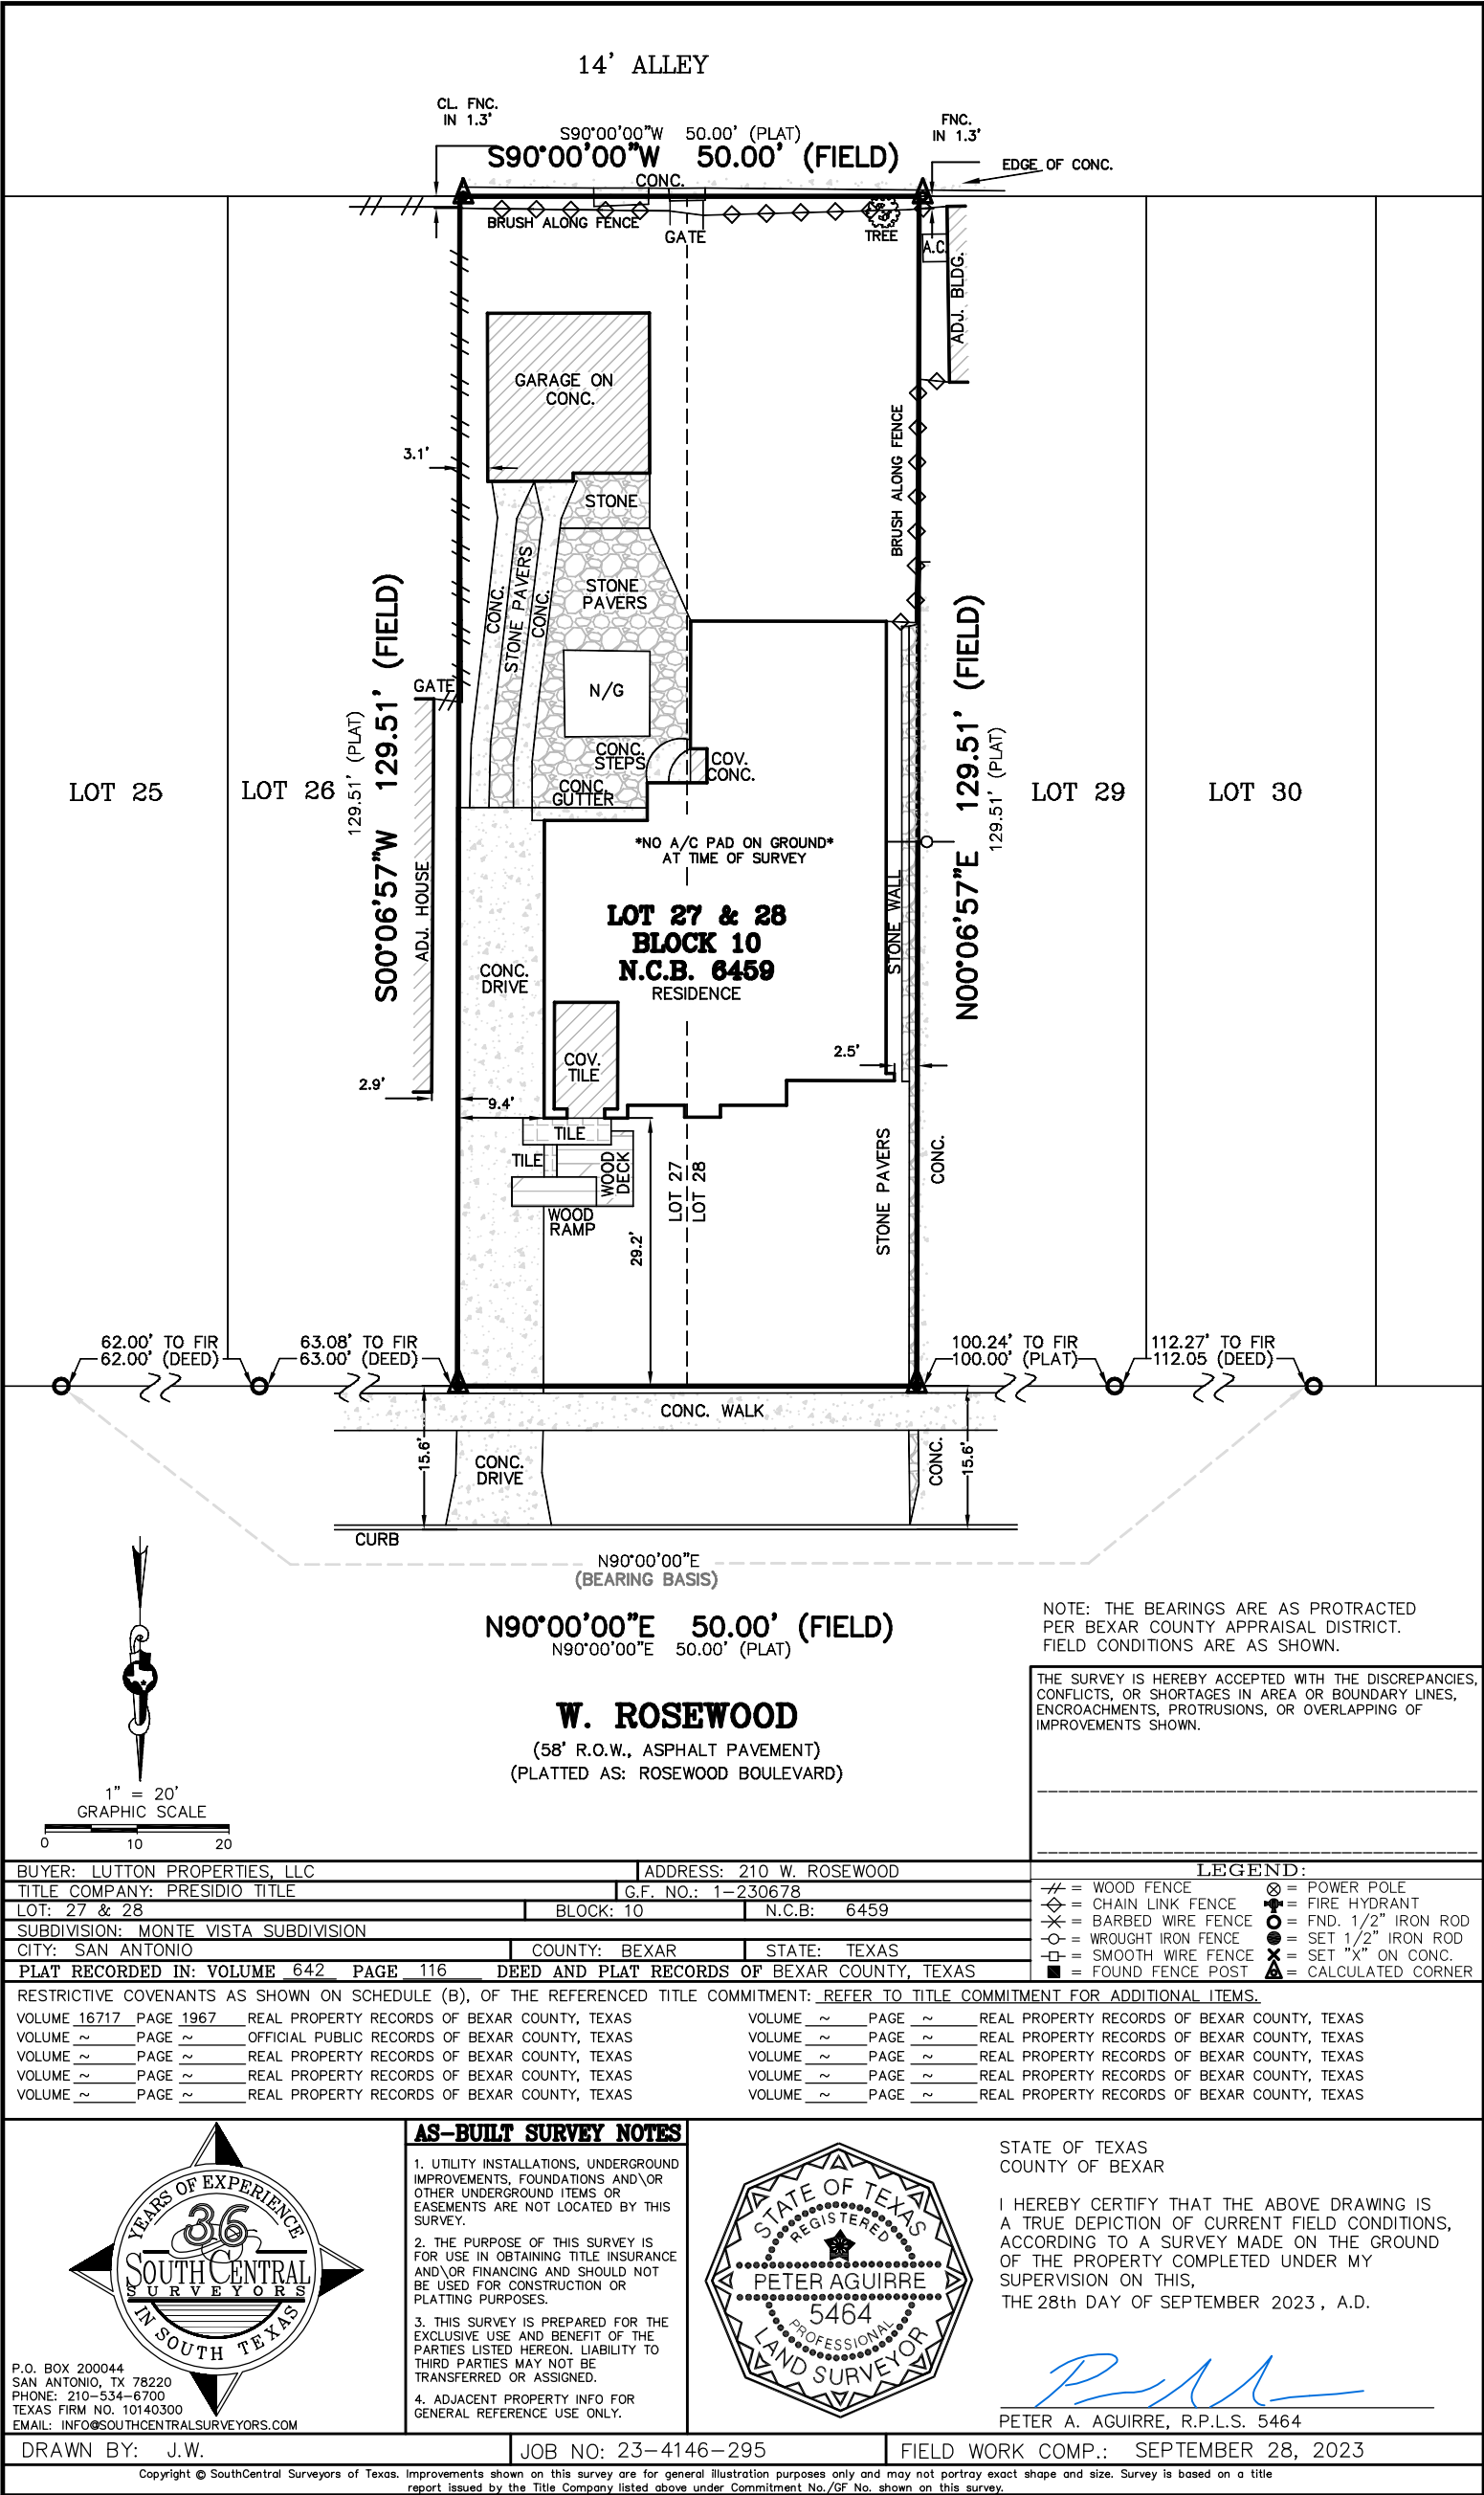 14' ALLEY
CL. FNC.
IN 1.3'
S90°00'00"W 50.00' (PLAT)
S90°00'00"W 50.00' (FIELD)
FNC.
IN 1.3'
EDGE OF CONC.
CONC.
BRUSH ALONG FENCE
GATE
TREE
A.C.
ADJ. BLDG.
GARAGE ON
CONC.
3.1'
STONE
BRUSH ALONG FENCE
CONC.
STONE PAVERS
CONC.
STONE
PAVERS
N/G
GATE
S00°06'57"W 129.51' (FIELD)
129.51' (PLAT)
N00°06'57"E 129.51' (FIELD)
129.51' (PLAT)
CONC.
STEPS
COV.
CONC.
CONC.
GUTTER
LOT 25
LOT 26
LOT 29
LOT 30
*NO A/C PAD ON GROUND*
AT TIME OF SURVEY
ADJ. HOUSE
STONE WALL
LOT 27 & 28
BLOCK 10
N.C.B. 6459
RESIDENCE
CONC.
DRIVE
COV.
TILE
2.5'
2.9'
9.4'
TILE
TILE
WOOD
DECK
WOOD
RAMP
29.2'
LOT 27
LOT 28
STONE PAVERS
CONC.
62.00' TO FIR
62.00' (DEED)
63.08' TO FIR
63.00' (DEED)
100.24' TO FIR
100.00' (PLAT)
112.27' TO FIR
112.05 (DEED)
CONC. WALK
15.6'
CONC.
DRIVE
CONC.
15.6'
CURB
N90°00'00"E
(BEARING BASIS)
N90°00'00"E 50.00' (FIELD)
N90°00'00"E 50.00' (PLAT)
W. ROSEWOOD
(58' R.O.W., ASPHALT PAVEMENT)
(PLATTED AS: ROSEWOOD BOULEVARD)
NOTE: THE BEARINGS ARE AS PROTRACTED
PER BEXAR COUNTY APPRAISAL DISTRICT.
FIELD CONDITIONS ARE AS SHOWN.
THE SURVEY IS HEREBY ACCEPTED WITH THE DISCREPANCIES,
CONFLICTS, OR SHORTAGES IN AREA OR BOUNDARY LINES,
ENCROACHMENTS, PROTRUSIONS, OR OVERLAPPING OF
IMPROVEMENTS SHOWN.
1" = 20'
GRAPHIC SCALE
0 10 20
BUYER: LUTTON PROPERTIES, LLC ADDRESS: 210 W. ROSEWOOD
TITLE COMPANY: PRESIDIO TITLE G.F. NO.: 1-230678
LOT: 27 & 28 BLOCK: 10 N.C.B: 6459
SUBDIVISION: MONTE VISTA SUBDIVISION
CITY: SAN ANTONIO COUNTY: BEXAR STATE: TEXAS
PLAT RECORDED IN: VOLUME 642 PAGE 116 DEED AND PLAT RECORDS OF BEXAR COUNTY, TEXAS
LEGEND:
= WOOD FENCE = POWER POLE
= CHAIN LINK FENCE = FIRE HYDRANT
= BARBED WIRE FENCE = FND. 1/2" IRON ROD
= WROUGHT IRON FENCE = SET 1/2" IRON ROD
= SMOOTH WIRE FENCE = SET "X" ON CONC.
= FOUND FENCE POST = CALCULATED CORNER
RESTRICTIVE COVENANTS AS SHOWN ON SCHEDULE (B), OF THE REFERENCED TITLE COMMITMENT: REFER TO TITLE COMMITMENT FOR ADDITIONAL ITEMS.
VOLUME 16717 PAGE 1967 REAL PROPERTY RECORDS OF BEXAR COUNTY, TEXAS VOLUME ~ PAGE ~ REAL PROPERTY RECORDS OF BEXAR COUNTY, TEXAS
VOLUME ~ PAGE ~ OFFICIAL PUBLIC RECORDS OF BEXAR COUNTY, TEXAS VOLUME ~ PAGE ~ REAL PROPERTY RECORDS OF BEXAR COUNTY, TEXAS
VOLUME ~ PAGE ~ REAL PROPERTY RECORDS OF BEXAR COUNTY, TEXAS VOLUME ~ PAGE ~ REAL PROPERTY RECORDS OF BEXAR COUNTY, TEXAS
VOLUME ~ PAGE ~ REAL PROPERTY RECORDS OF BEXAR COUNTY, TEXAS VOLUME ~ PAGE ~ REAL PROPERTY RECORDS OF BEXAR COUNTY, TEXAS
VOLUME ~ PAGE ~ REAL PROPERTY RECORDS OF BEXAR COUNTY, TEXAS VOLUME ~ PAGE ~ REAL PROPERTY RECORDS OF BEXAR COUNTY, TEXAS
YEARS OF EXPERIENCE
36
SOUTHCENTRAL
SURVEYORS
IN SOUTH TEXAS
P.O. BOX 200044
SAN ANTONIO, TX 78220
PHONE: 210-534-6700
TEXAS FIRM NO. 10140300
EMAIL: INFO@SOUTHCENTRALSURVEYORS.COM
AS-BUILT SURVEY NOTES
1. UTILITY INSTALLATIONS, UNDERGROUND
IMPROVEMENTS, FOUNDATIONS AND\OR
OTHER UNDERGROUND ITEMS OR
EASEMENTS ARE NOT LOCATED BY THIS
SURVEY.
2. THE PURPOSE OF THIS SURVEY IS
FOR USE IN OBTAINING TITLE INSURANCE
AND\OR FINANCING AND SHOULD NOT
BE USED FOR CONSTRUCTION OR
PLATTING PURPOSES.
3. THIS SURVEY IS PREPARED FOR THE
EXCLUSIVE USE AND BENEFIT OF THE
PARTIES LISTED HEREON. LIABILITY TO
THIRD PARTIES MAY NOT BE
TRANSFERRED OR ASSIGNED.
4. ADJACENT PROPERTY INFO FOR
GENERAL REFERENCE USE ONLY.
STATE OF TEXAS
REGISTERED
PETER AGUIRRE
5464
PROFESSIONAL
LAND SURVEYOR
STATE OF TEXAS
COUNTY OF BEXAR
I HEREBY CERTIFY THAT THE ABOVE DRAWING IS
A TRUE DEPICTION OF CURRENT FIELD CONDITIONS,
ACCORDING TO A SURVEY MADE ON THE GROUND
OF THE PROPERTY COMPLETED UNDER MY
SUPERVISION ON THIS,
THE 28th DAY OF SEPTEMBER 2023, A.D.
PETER A. AGUIRRE, R.P.L.S. 5464
DRAWN BY: J.W. JOB NO: 23-4146-295 FIELD WORK COMP.: SEPTEMBER 28, 2023
Copyright © SouthCentral Surveyors of Texas. Improvements shown on this survey are for general illustration purposes only and may not portray exact shape and size. Survey is based on a title
report issued by the Title Company listed above under Commitment No./GF No. shown on this survey.